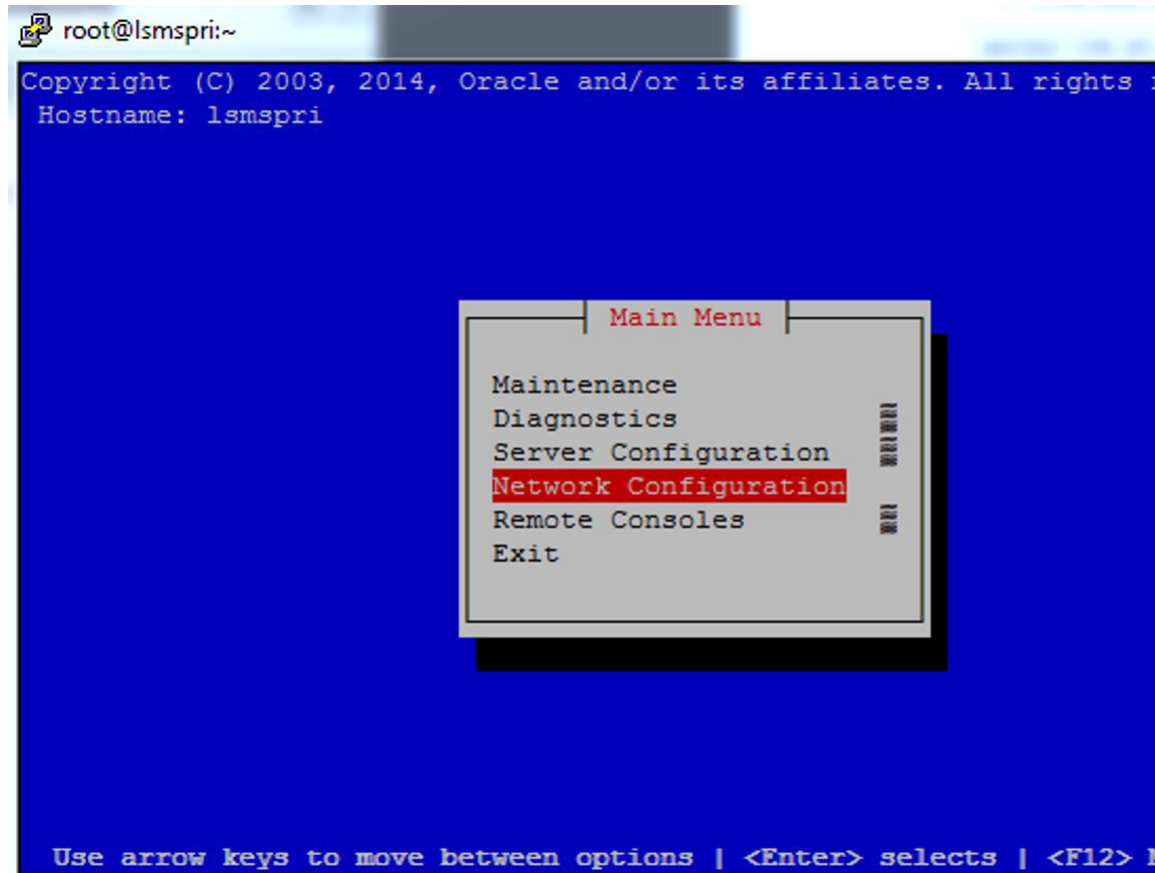 root@lsmspri:~
Copyright (C) 2003, 2014, Oracle and/or its affiliates. All rights
Hostname: lsmspri
Main Menu
Maintenance
Diagnostics
Server Configuration
Network Configuration
Remote Consoles
Exit
Use arrow keys to move between options | <Enter> selects | <F12>